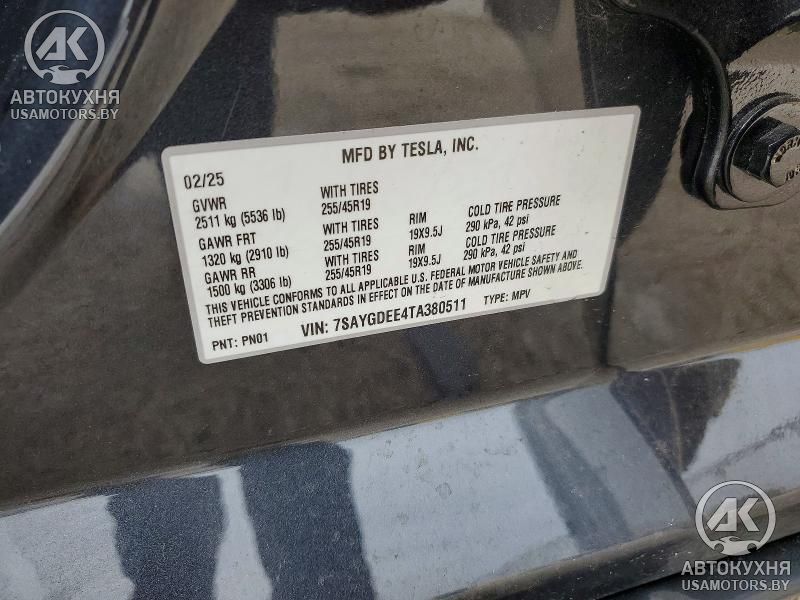 AK
АВТОКУХНЯ
USAMOTORS.BY
MFD BY TESLA, INC.
02/25
GVWR WITH TIRES
2511 kg (5536 lb) 255/45R19
GAWR FRT WITH TIRES RIM COLD TIRE PRESSURE
1320 kg (2910 lb) 255/45R19 19X9.5J 290 kPa, 42 psi
GAWR RR WITH TIRES RIM COLD TIRE PRESSURE
1500 kg (3306 lb) 255/45R19 19X9.5J 290 kPa, 42 psi
THIS VEHICLE CONFORMS TO ALL APPLICABLE U.S. FEDERAL MOTOR VEHICLE SAFETY AND
THEFT PREVENTION STANDARDS IN EFFECT ON THE DATE OF MANUFACTURE SHOWN ABOVE.
PNT: PN01 VIN: 7SAYGDEE4TA380511 TYPE: MPV
AK
АВТОКУХНЯ
USAMOTORS.BY